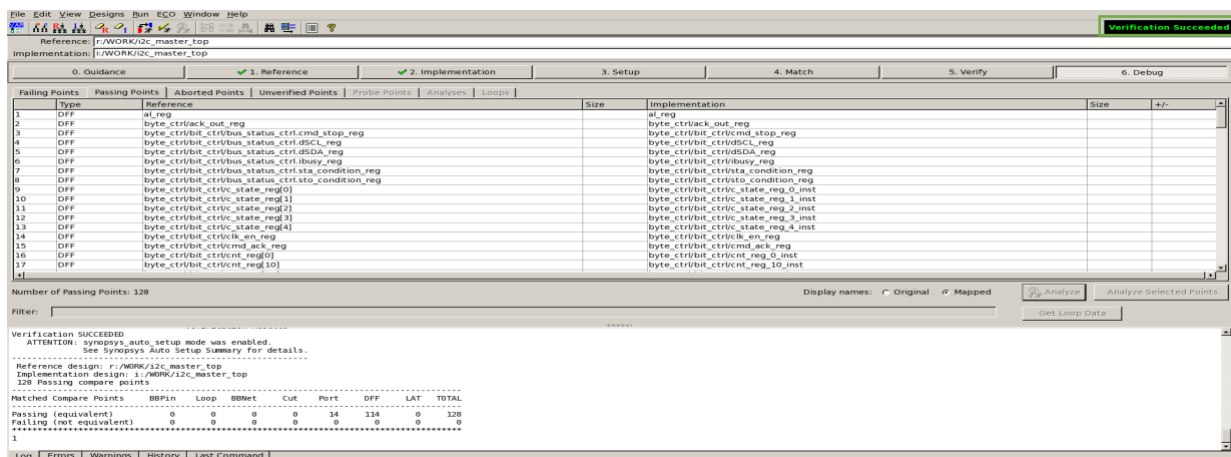 File Edit View Designs Run ECO Window Help
Verification Succeeded
Reference: r:/WORK/i2c_master_top
Implementation: i:/WORK/i2c_master_top
0. Guidance 1. Reference 2. Implementation 3. Setup 4. Match 5. Verify 6. Debug
Failing Points Passing Points Aborted Points Unverified Points Probe Points Analyses Loops
Type Reference Size Implementation Size +/-
1 DFF al_reg al_reg
2 DFF byte_ctrl/ack_out_reg byte_ctrl/ack_out_reg
3 DFF byte_ctrl/bit_ctrl/bus_status_ctrl.cmd_stop_reg byte_ctrl/bit_ctrl/cmd_stop_reg
4 DFF byte_ctrl/bit_ctrl/bus_status_ctrl.dSCL_reg byte_ctrl/bit_ctrl/dSCL_reg
5 DFF byte_ctrl/bit_ctrl/bus_status_ctrl.dSDA_reg byte_ctrl/bit_ctrl/dSDA_reg
6 DFF byte_ctrl/bit_ctrl/bus_status_ctrl.ibusy_reg byte_ctrl/bit_ctrl/ibusy_reg
7 DFF byte_ctrl/bit_ctrl/bus_status_ctrl.sta_condition_reg byte_ctrl/bit_ctrl/sta_condition_reg
8 DFF byte_ctrl/bit_ctrl/bus_status_ctrl.sto_condition_reg byte_ctrl/bit_ctrl/sto_condition_reg
9 DFF byte_ctrl/bit_ctrl/c_state_reg[0] byte_ctrl/bit_ctrl/c_state_reg_0_inst
10 DFF byte_ctrl/bit_ctrl/c_state_reg[1] byte_ctrl/bit_ctrl/c_state_reg_1_inst
11 DFF byte_ctrl/bit_ctrl/c_state_reg[2] byte_ctrl/bit_ctrl/c_state_reg_2_inst
12 DFF byte_ctrl/bit_ctrl/c_state_reg[3] byte_ctrl/bit_ctrl/c_state_reg_3_inst
13 DFF byte_ctrl/bit_ctrl/c_state_reg[4] byte_ctrl/bit_ctrl/c_state_reg_4_inst
14 DFF byte_ctrl/bit_ctrl/clk_en_reg byte_ctrl/bit_ctrl/clk_en_reg
15 DFF byte_ctrl/bit_ctrl/cmd_ack_reg byte_ctrl/bit_ctrl/cmd_ack_reg
16 DFF byte_ctrl/bit_ctrl/cnt_reg[0] byte_ctrl/bit_ctrl/cnt_reg_0_inst
17 DFF byte_ctrl/bit_ctrl/cnt_reg[10] byte_ctrl/bit_ctrl/cnt_reg_10_inst
Number of Passing Points: 128 Display names: Original Mapped Analyze Analyze Selected Points
Filter: Get Loop Data
Verification SUCCEEDED
ATTENTION: synopsys_auto_setup mode was enabled.
See Synopsys Auto Setup Summary for details.
Reference design: r:/WORK/i2c_master_top
Implementation design: i:/WORK/i2c_master_top
128 Passing compare points
Matched Compare Points BBPin Loop BBNet Cut Port DFF LAT TOTAL
Passing (equivalent) 0 0 0 0 14 114 0 128
Failing (not equivalent) 0 0 0 0 0 0 0 0
1
Log Errors Warnings History Last Command